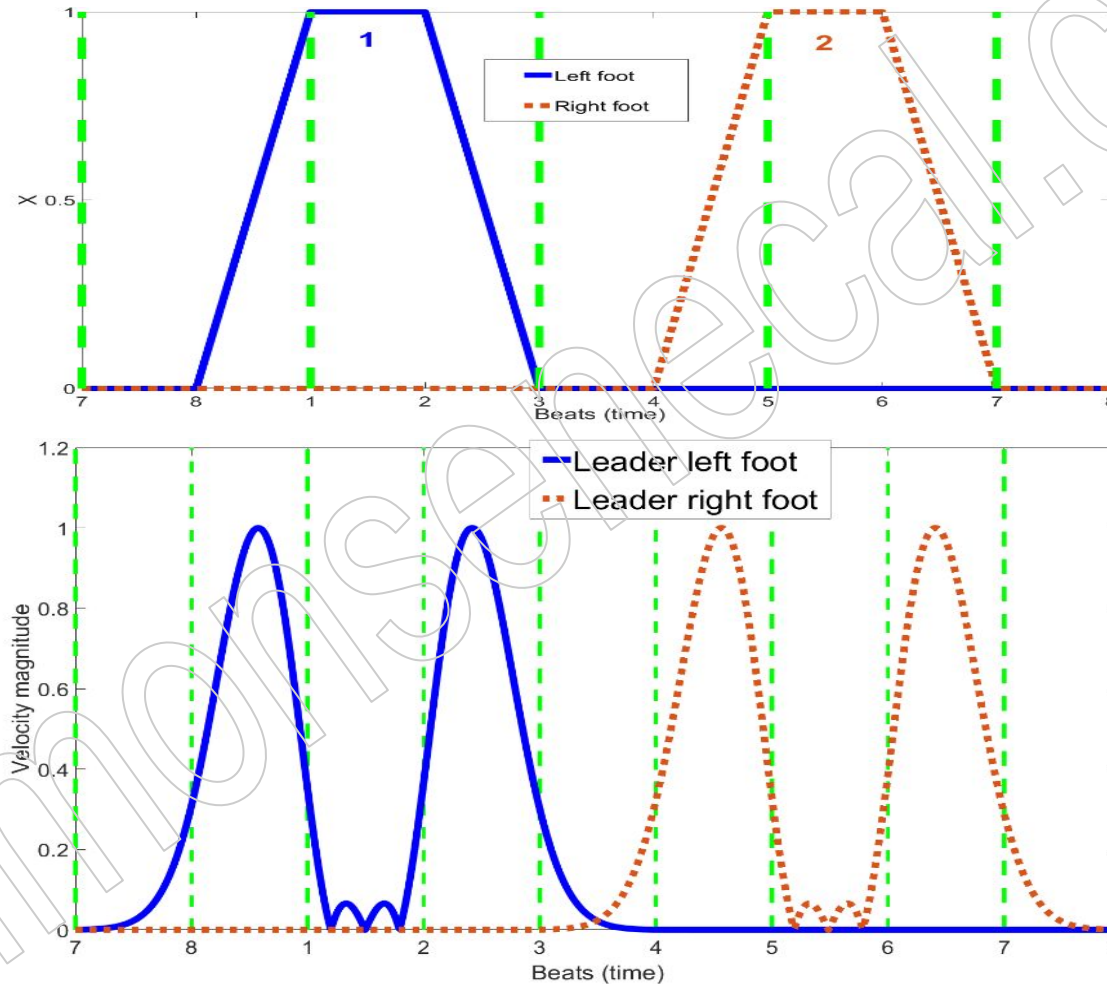 1
1
2
Left foot
Right foot
X
0.5
0
7 8 1 2 3 4 5 6 7 8
Beats (time)
1.2
Leader left foot
Leader right foot
1
0.8
0.6
0.4
0.2
0
Velocity magnitude
7 8 1 2 3 4 5 6 7
Beats (time)
monsenecal.c